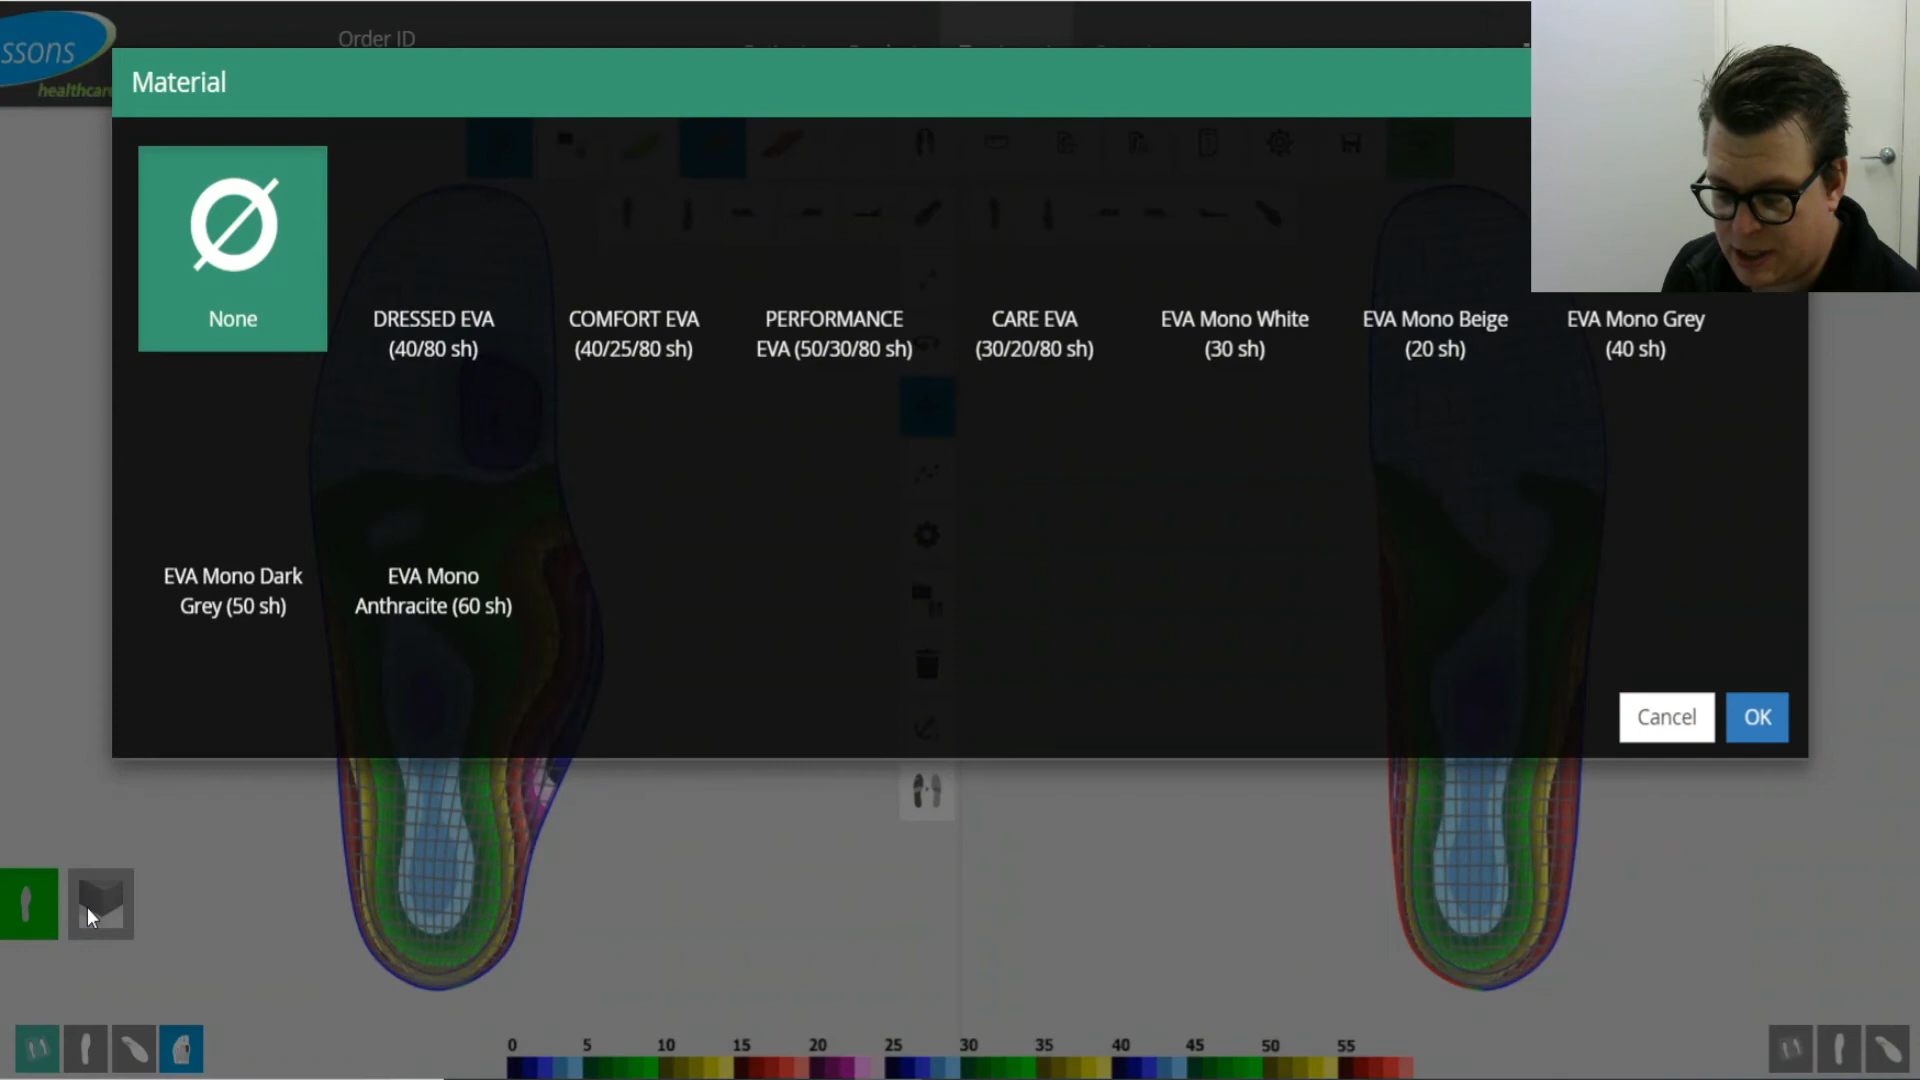 ssons
healthcar
Order ID
Material
None
DRESSED EVA
(40/80 sh)
COMFORT EVA
(40/25/80 sh)
PERFORMANCE
EVA (50/30/80 sh)
CARE EVA
(30/20/80 sh)
EVA Mono White
(30 sh)
EVA Mono Beige
(20 sh)
EVA Mono Grey
(40 sh)
EVA Mono Dark
Grey (50 sh)
EVA Mono
Anthracite (60 sh)
Cancel
OK
0 5 10 15 20 25 30 35 40 45 50 55